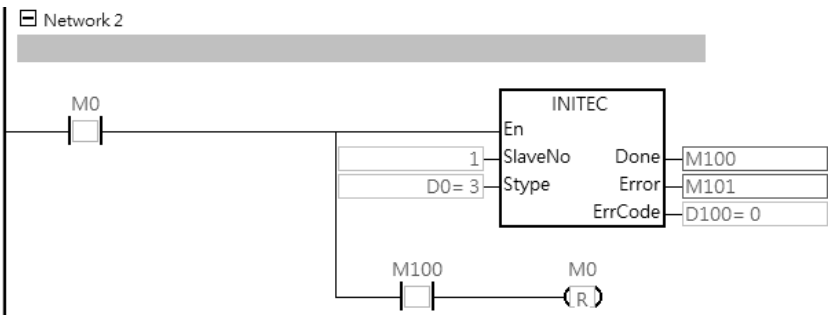 Network 2
M0
INITEC
En
1 SlaveNo Done M100
D0= 3 Stype Error M101
ErrCode D100= 0
M100 M0
R